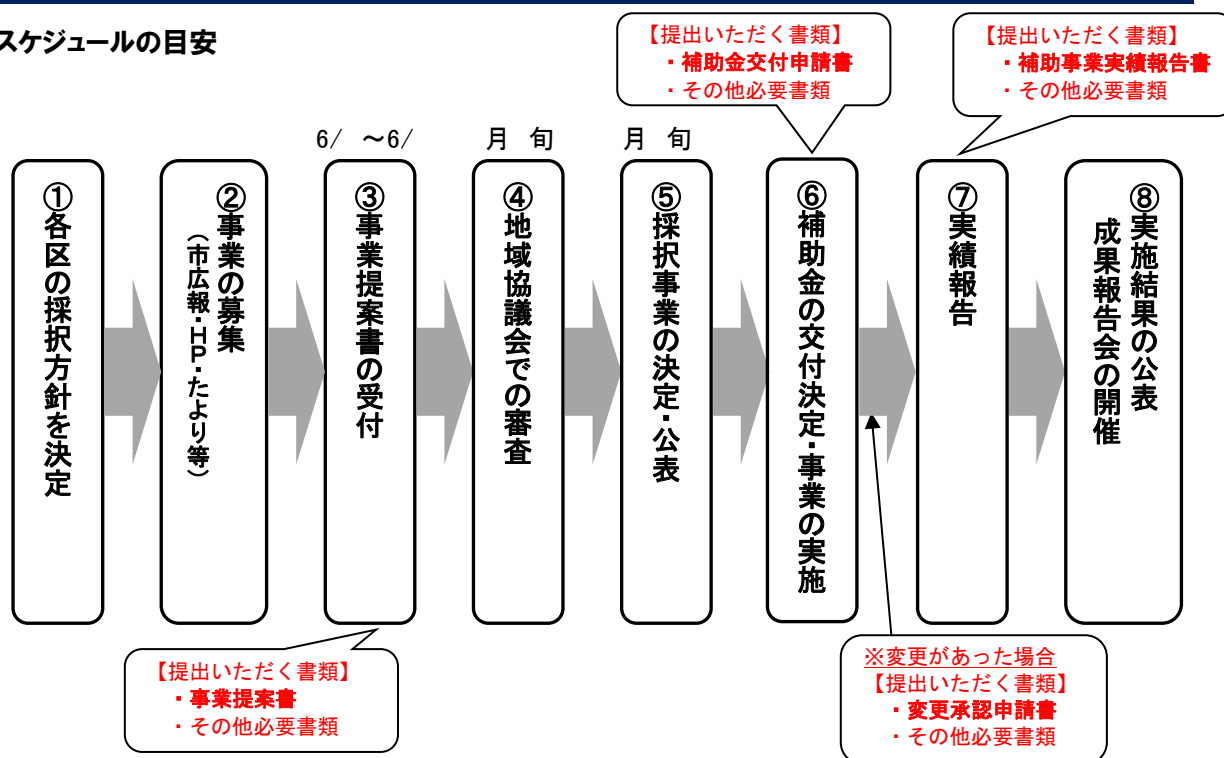 スケジュールの目安
【提出いただく書類】
・補助金交付申請書
・その他必要書類
【提出いただく書類】
・補助事業実績報告書
・その他必要書類
6/ ～6/
月 旬
月 旬
①各区の採択方針を決定
②事業の募集
（市広報・HP・たより等）
③事業提案書の受付
④地域協議会での審査
⑤採択事業の決定・公表
⑥補助金の交付決定・事業の実施
⑦実績報告
⑧実施結果の公表
成果報告会の開催
【提出いただく書類】
・事業提案書
・その他必要書類
※変更があった場合
【提出いただく書類】
・変更承認申請書
・その他必要書類